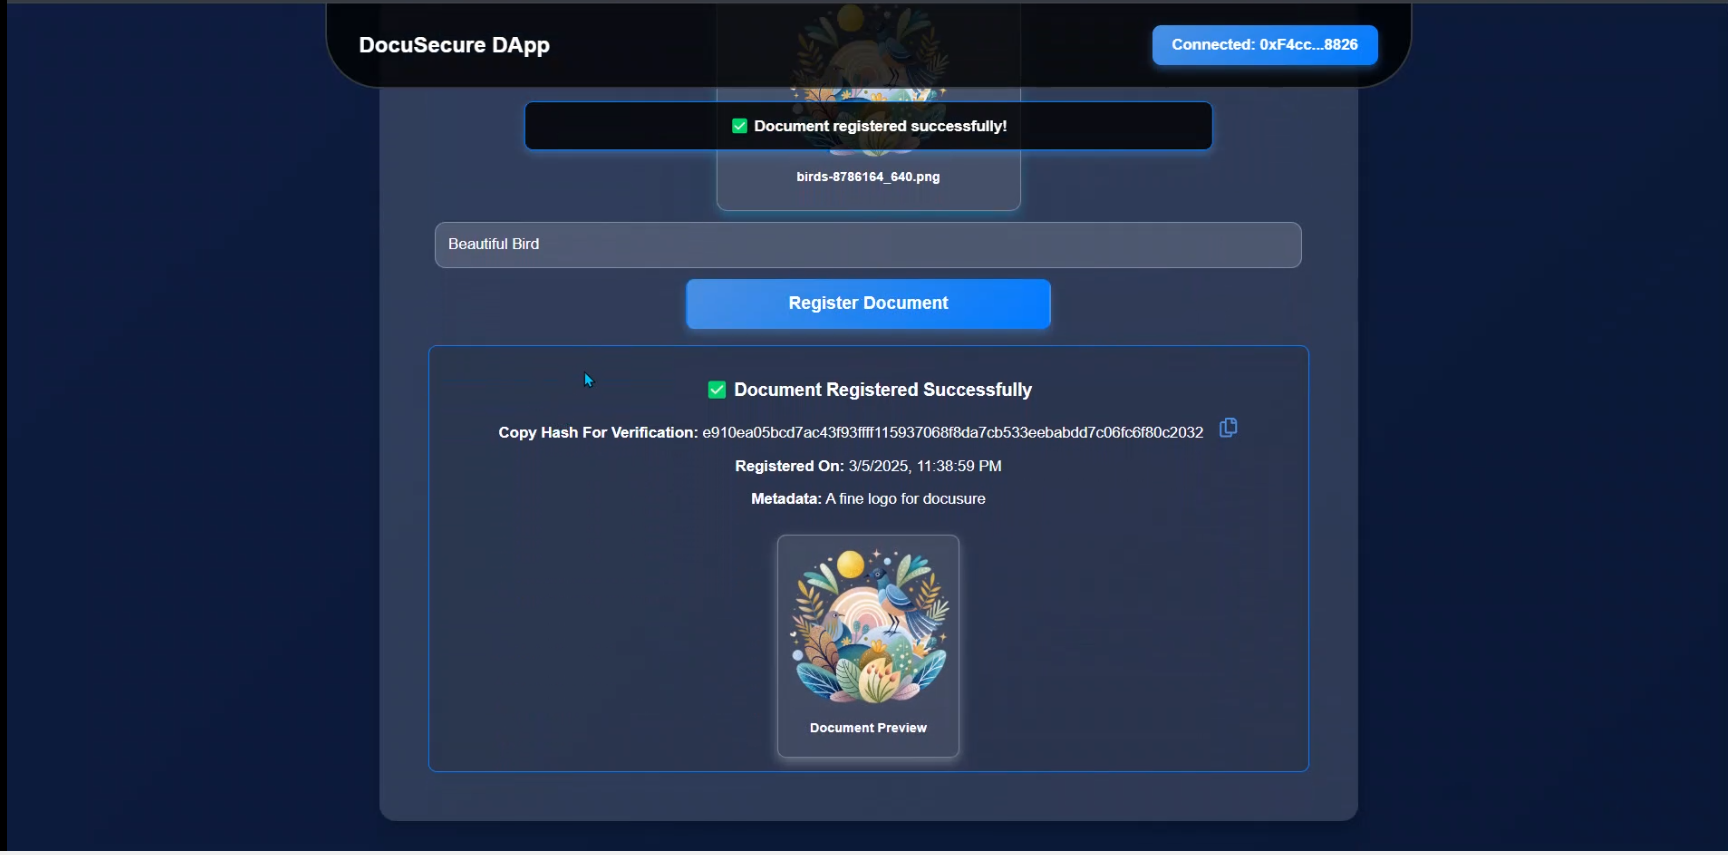 DocuSecure DApp
Connected: 0xF4cc...8826
Document registered successfully!
birds-8786164_640.png
Beautiful Bird
Register Document
Document Registered Successfully
Copy Hash For Verification: e910ea05bcd7ac43f93ffff115937068f8da7cb533eebabdd7c06fc6f80c2032
Registered On: 3/5/2025, 11:38:59 PM
Metadata: A fine logo for docusure
Document Preview